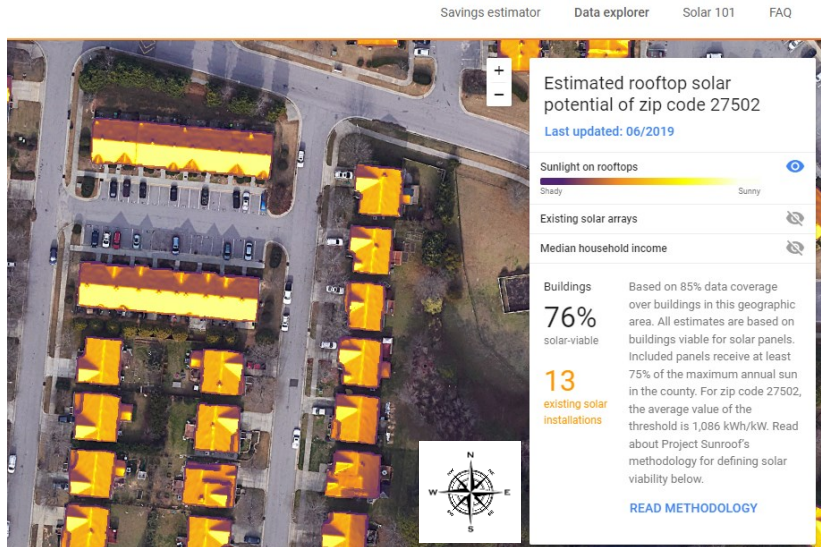 Savings estimator Data explorer Solar 101 FAQ
+
−
Estimated rooftop solar
potential of zip code 27502
Last updated: 06/2019
Sunlight on rooftops
Shady Sunny
Existing solar arrays
Median household income
Buildings
76%
solar-viable
13
existing solar
installations
Based on 85% data coverage
over buildings in this geographic
area. All estimates are based on
buildings viable for solar panels.
Included panels receive at least
75% of the maximum annual sun
in the county. For zip code 27502,
the average value of the
threshold is 1,086 kWh/kW. Read
about Project Sunroof's
methodology for defining solar
viability below.
READ METHODOLOGY
N
NW NE
W E
S